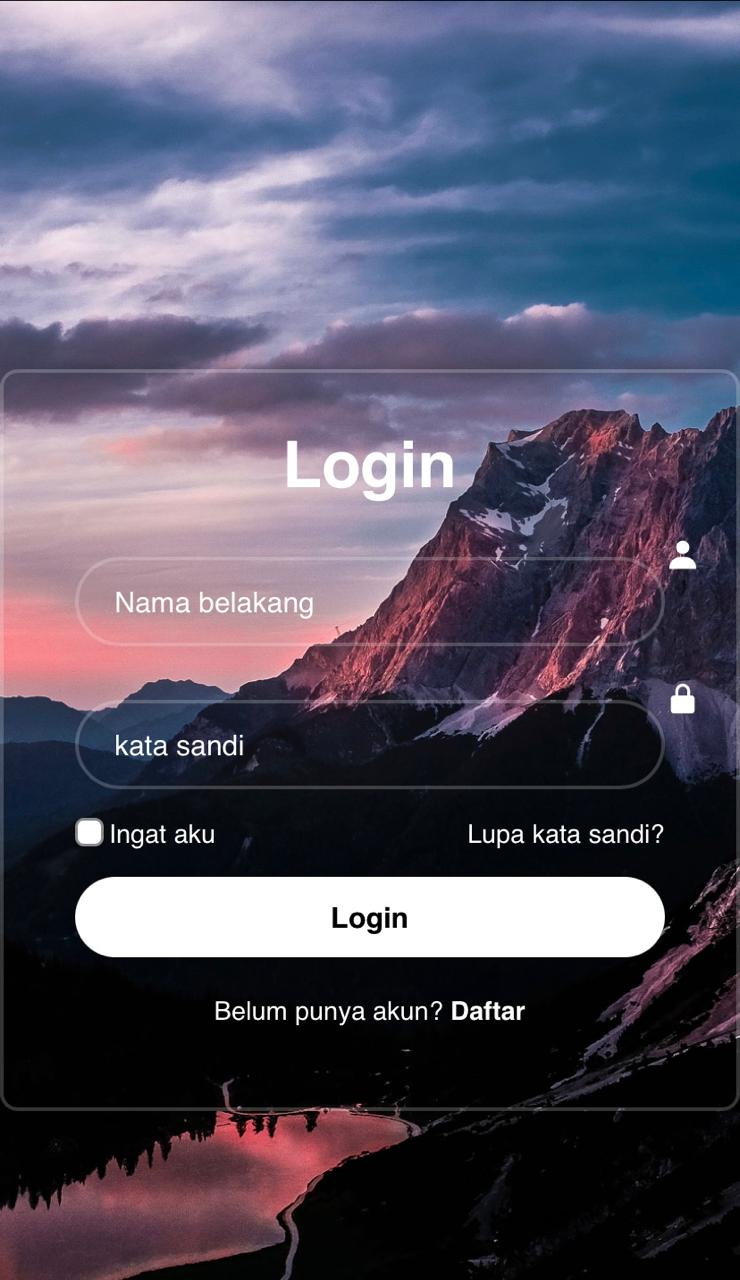 Login
Nama belakang
kata sandi
Ingat aku
Lupa kata sandi?
Login
Belum punya akun? Daftar